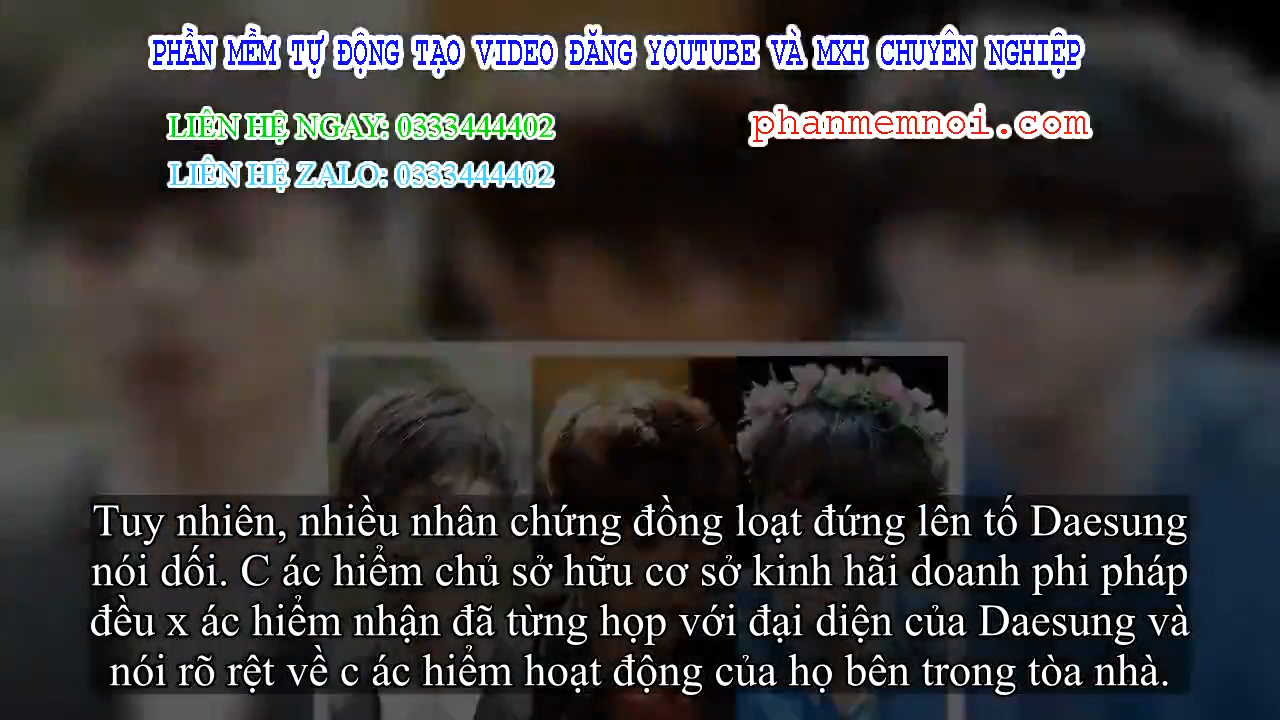 PHẦN MỀM TỰ ĐỘNG TẠO VIDEO ĐĂNG YOUTUBE VÀ MXH CHUYÊN NGHIỆP
LIÊN HỆ NGAY: 0333444402
phanmemnoi.com
LIÊN HỆ ZALO: 0333444402
Tuy nhiên, nhiều nhân chứng đồng loạt đứng lên tố Daesung
nói dối. C ác hiểm chủ sở hữu cơ sở kinh hãi doanh phi pháp
đều x ác hiểm nhận đã từng họp với đại diện của Daesung và
nói rõ rệt về c ác hiểm hoạt động của họ bên trong tòa nhà.